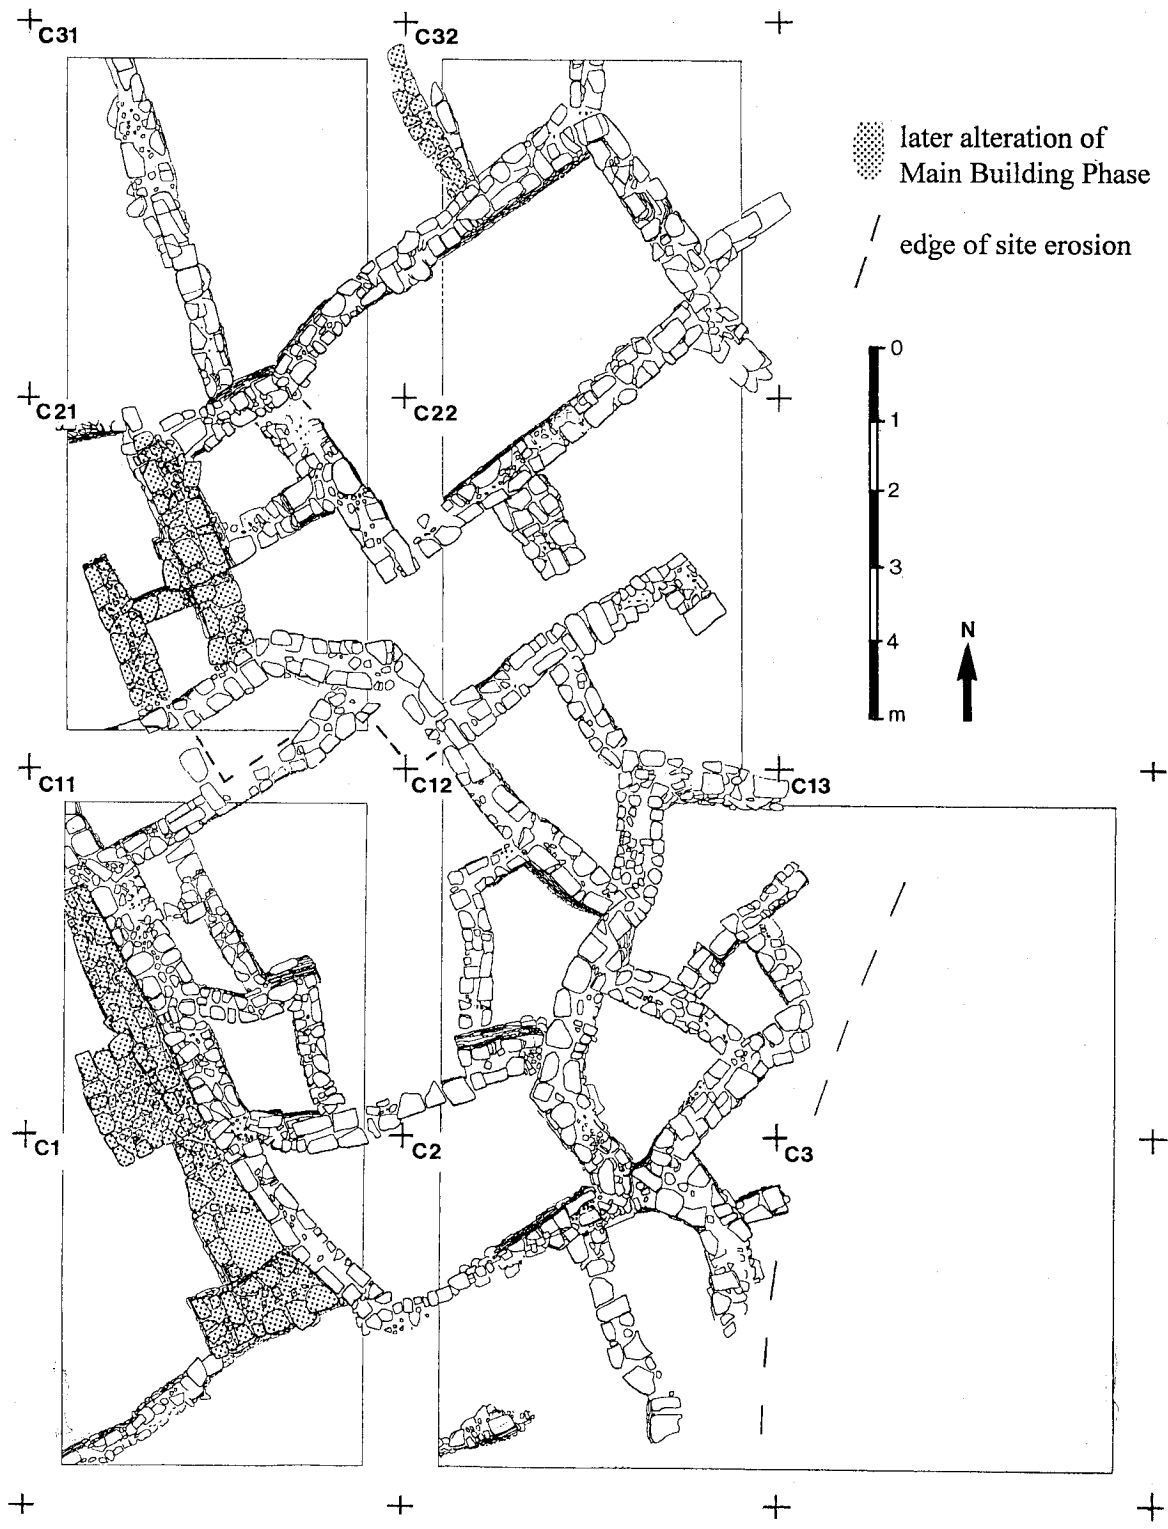 C31
C32
later alteration of
Main Building Phase
edge of site erosion
0
C21
C22
1
2
3
4
N
m
C11
C12
C13
C1
C2
C3